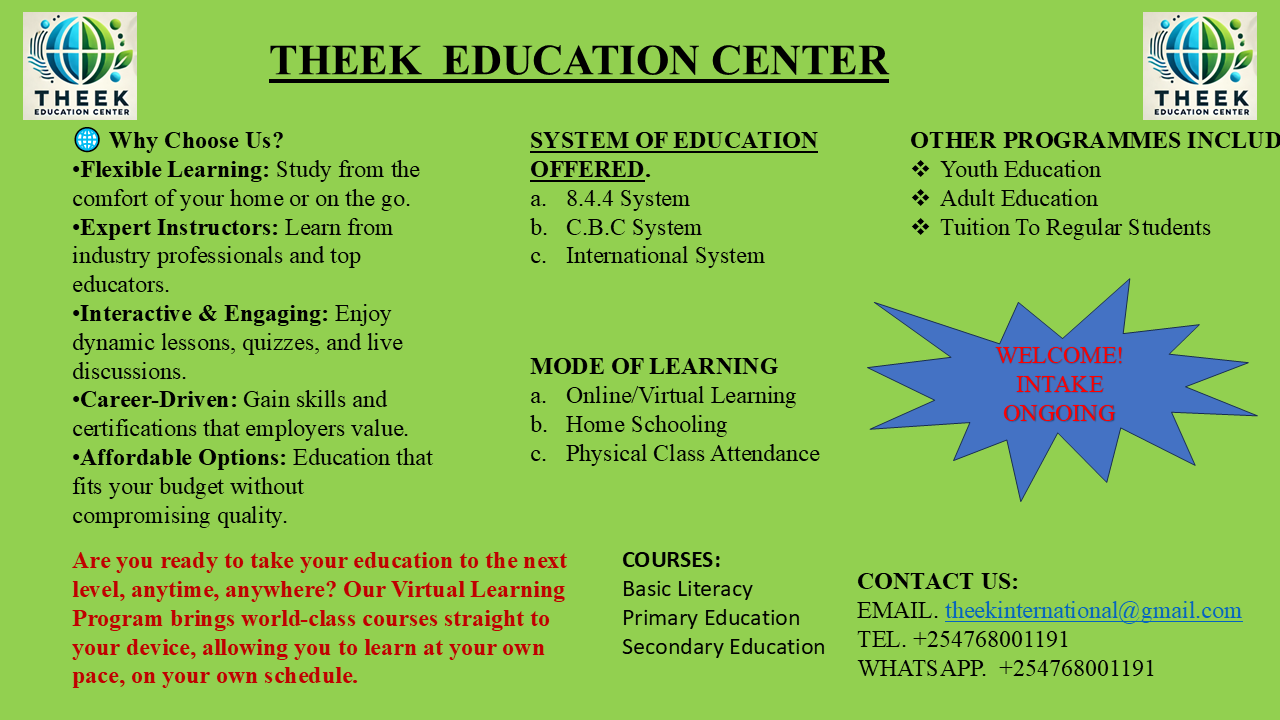 THEEK EDUCATION CENTER
THEEK
EDUCATION CENTER
THEEK
EDUCATION CENTER
Why Choose Us?
•Flexible Learning: Study from the
comfort of your home or on the go.
•Expert Instructors: Learn from
industry professionals and top
educators.
•Interactive & Engaging: Enjoy
dynamic lessons, quizzes, and live
discussions.
•Career-Driven: Gain skills and
certifications that employers value.
•Affordable Options: Education that
fits your budget without
compromising quality.
SYSTEM OF EDUCATION
OFFERED.
a. 8.4.4 System
b. C.B.C System
c. International System
MODE OF LEARNING
a. Online/Virtual Learning
b. Home Schooling
c. Physical Class Attendance
OTHER PROGRAMMES INCLUD
❖ Youth Education
❖ Adult Education
❖ Tuition To Regular Students
WELCOME!
INTAKE
ONGOING
Are you ready to take your education to the next
level, anytime, anywhere? Our Virtual Learning
Program brings world-class courses straight to
your device, allowing you to learn at your own
pace, on your own schedule.
COURSES:
Basic Literacy
Primary Education
Secondary Education
CONTACT US:
EMAIL. theekinternational@gmail.com
TEL. +254768001191
WHATSAPP. +254768001191